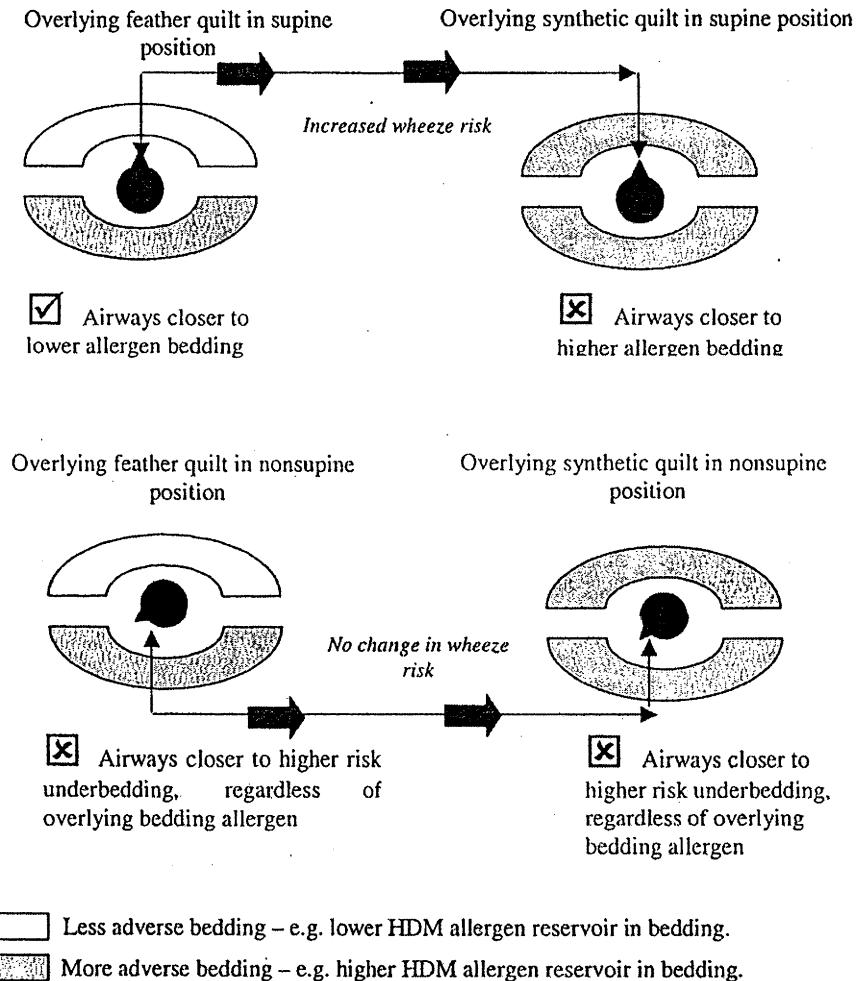 Overlying feather quilt in supine
position
Overlying synthetic quilt in supine position
Increased wheeze risk
Airways closer to
lower allergen bedding
Airways closer to
higher allergen bedding
Overlying feather quilt in nonsupine
position
Overlying synthetic quilt in nonsupine
position
No change in wheeze
risk
Airways closer to higher risk
underbedding, regardless of
overlying bedding allergen
Airways closer to
higher risk underbedding,
regardless of overlying
bedding allergen
Less adverse bedding – e.g. lower HDM allergen reservoir in bedding.
More adverse bedding – e.g. higher HDM allergen reservoir in bedding.